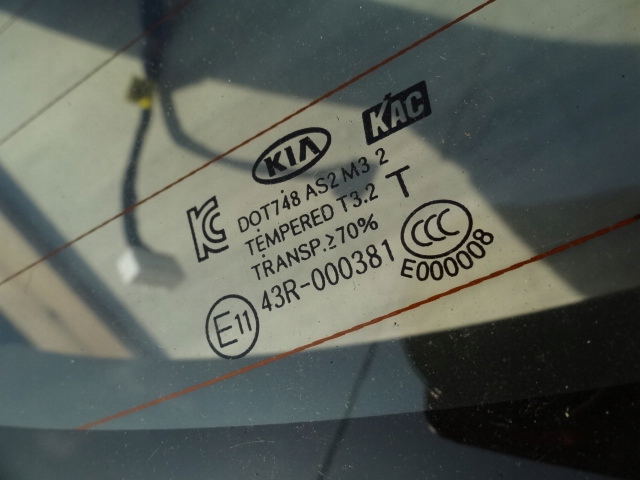 KIA KAC
DOT748 AS2 M3 2
TEMPERED T3.2 T
TRANSP.≥70%
43R-000381 CCC
E11 E000008